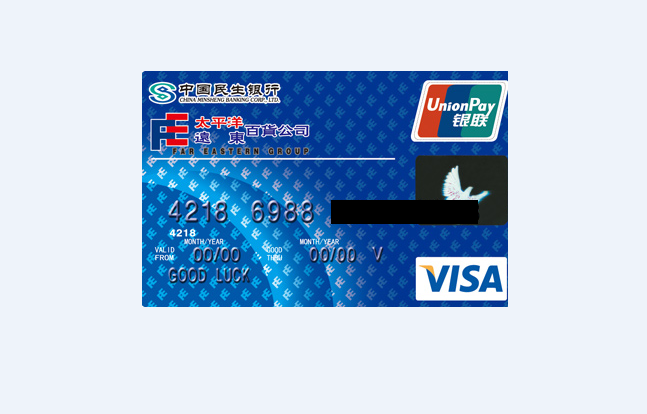 中国民生银行
CHINA MINSHENG BANKING CORP., LTD.
UnionPay
银联
太平洋
遠東百貨公司
FAR EASTERN GROUP
4218 6988
4218
MONTH/YEAR MONTH/YEAR
VALID FROM 00/00 GOOD THRU 00/00 V
GOOD LUCK
VISA